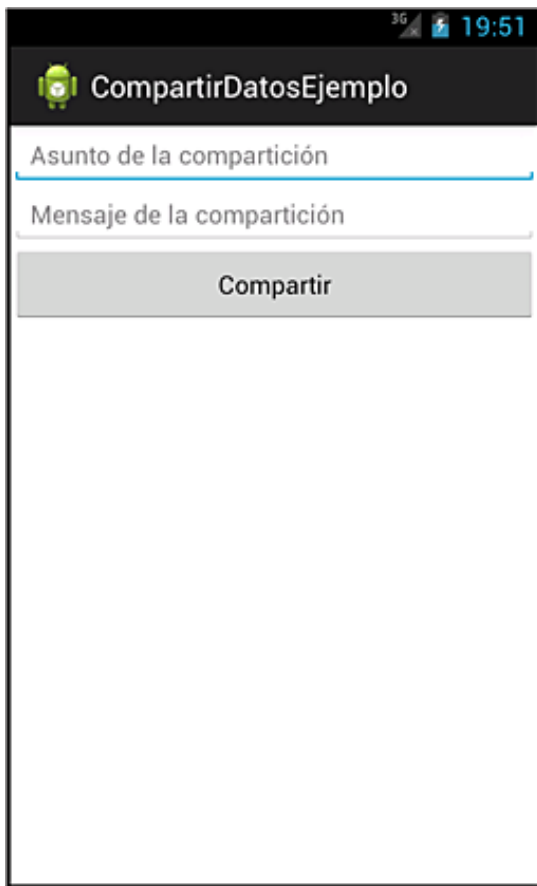 3G 19:51
CompartirDatosEjemplo
Asunto de la compartición
Mensaje de la compartición
Compartir